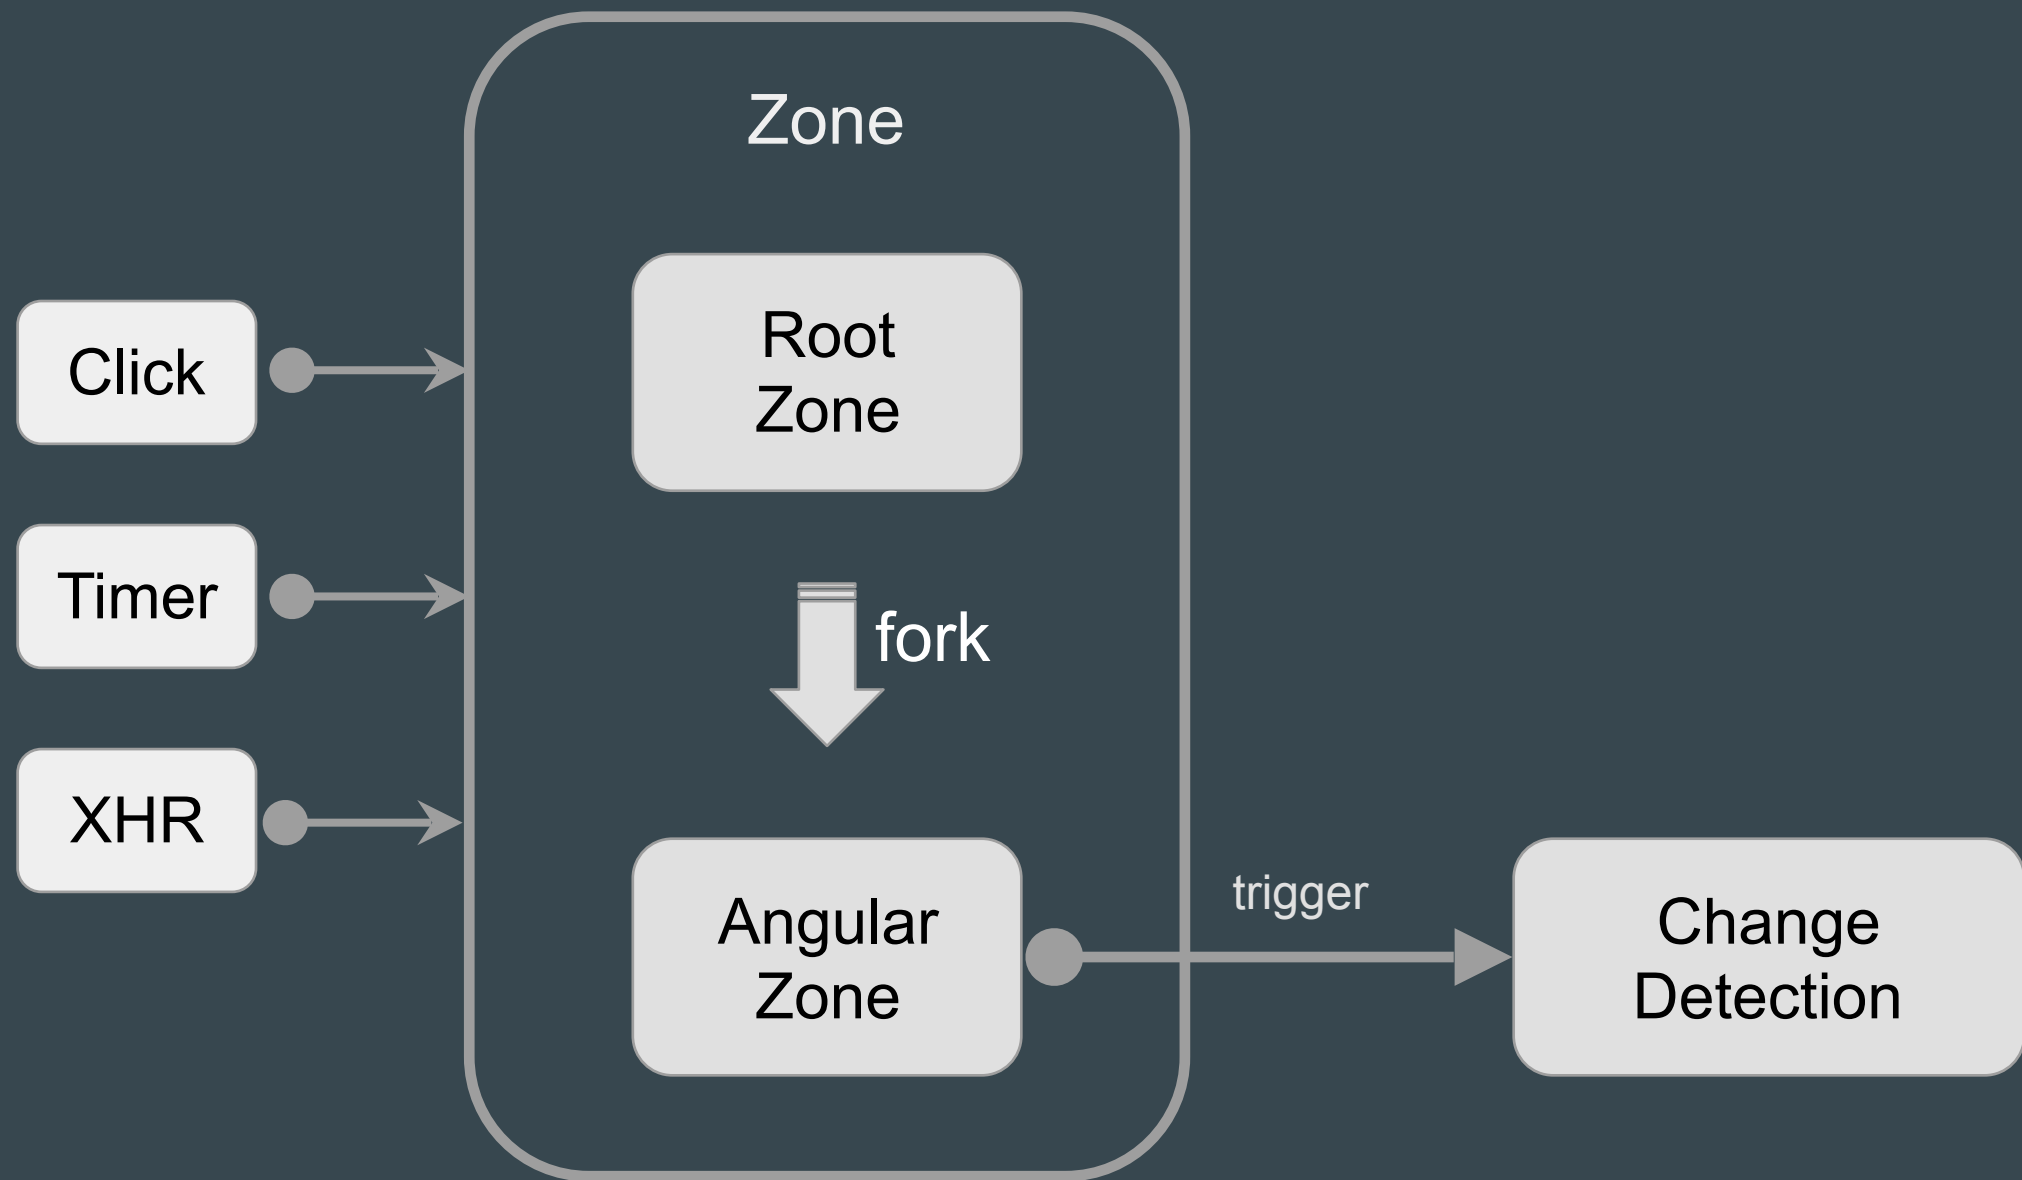 Zone
Root
Zone
Click
Timer
fork
XHR
Angular
Zone
trigger
Change
Detection